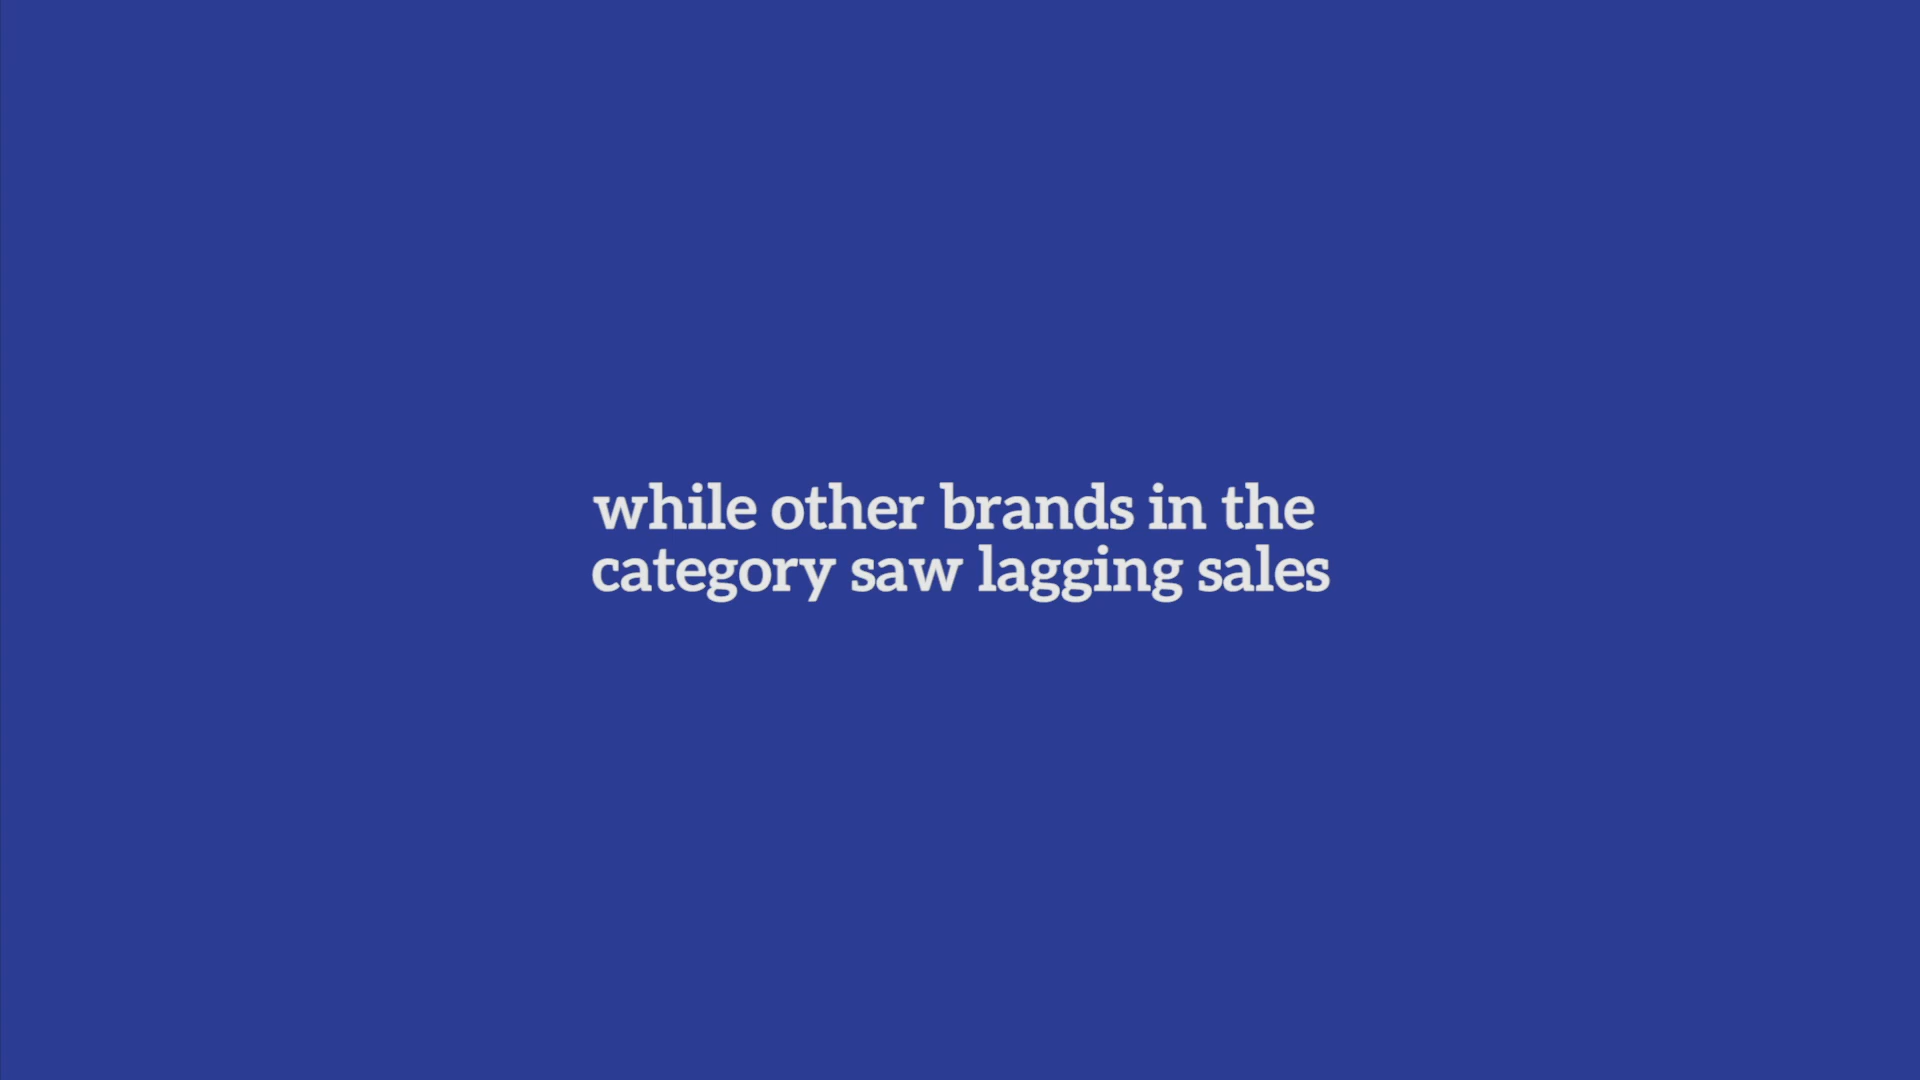 while other brands in the
category saw lagging sales